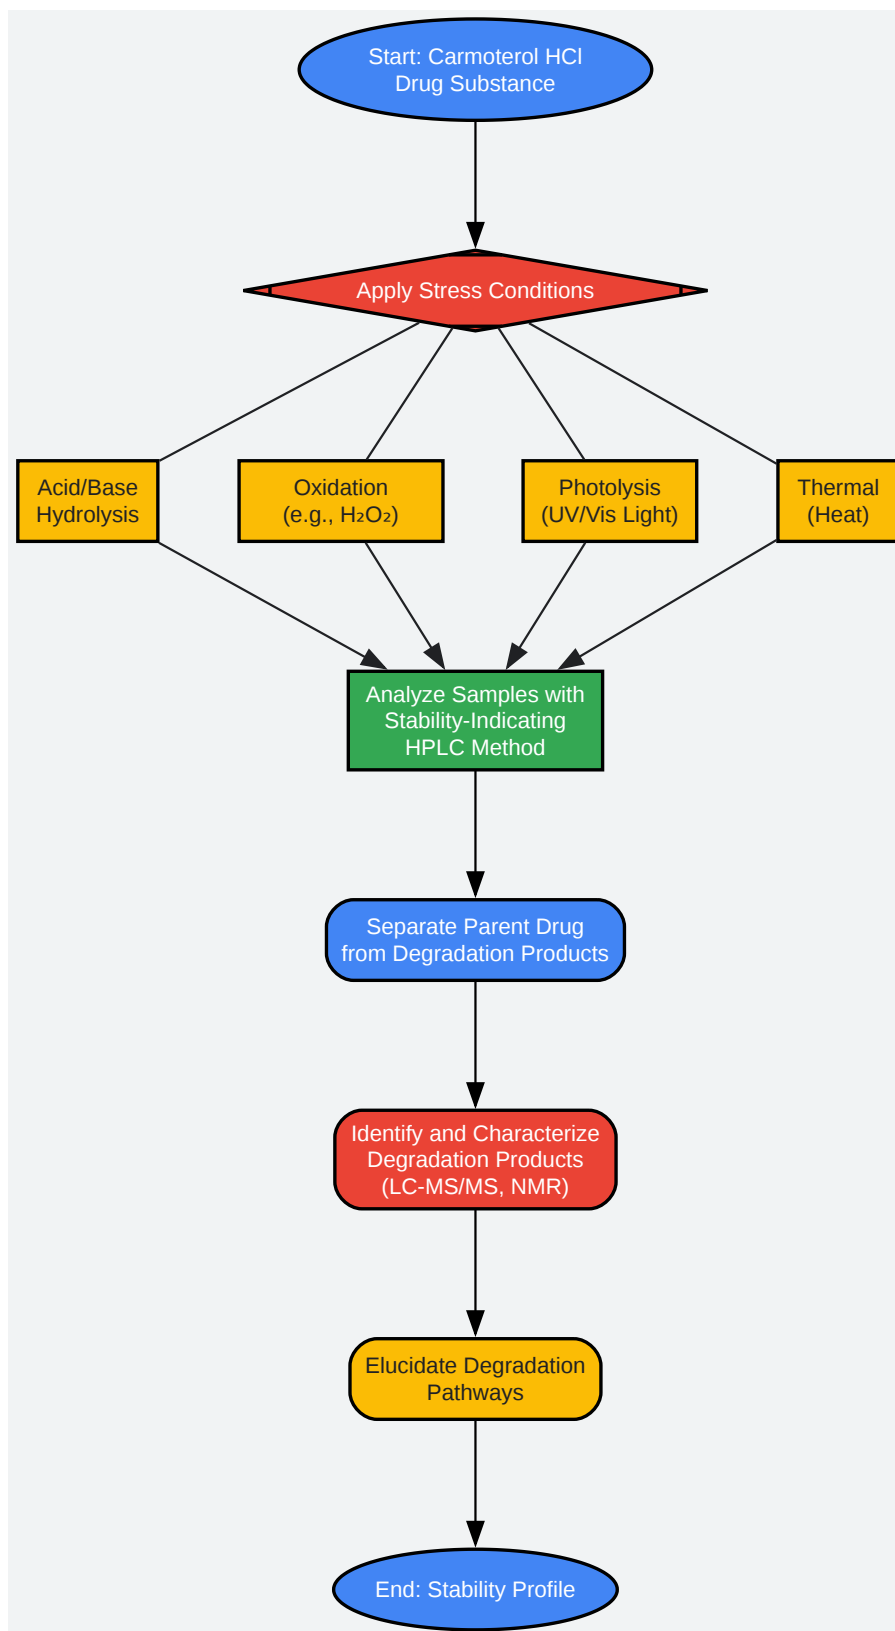 Start: Carmoterol HCl
Drug Substance
Apply Stress Conditions
Acid/Base
Hydrolysis
Oxidation
(e.g., H₂O₂)
Photolysis
(UV/Vis Light)
Thermal
(Heat)
Analyze Samples with
Stability-Indicating
HPLC Method
Separate Parent Drug
from Degradation Products
Identify and Characterize
Degradation Products
(LC-MS/MS, NMR)
Elucidate Degradation
Pathways
End: Stability Profile